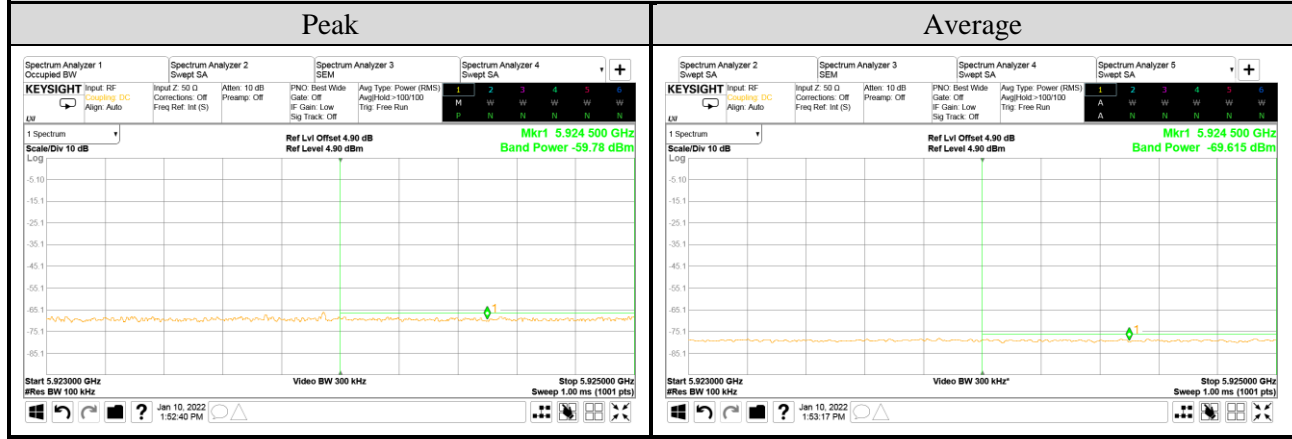 Peak
Average
Spectrum Analyzer 1
Occupied BW
Spectrum Analyzer 2
Swept SA
Spectrum Analyzer 3
SEM
Spectrum Analyzer 4
Swept SA
+
KEYSIGHT
Input: RF
Coupling: DC
Align: Auto
Input Z: 50 Ω
Corrections: Off
Freq Ref: Int (S)
Atten: 10 dB
Preamp: Off
PNO: Best Wide
Gate: Off
IF Gain: Low
Sig Track: Off
Avg Type: Power (RMS)
Avg|Hold >100/100
Trig: Free Run
1 2 3 4 5 6
M W W W W W
P N N N N N
LXI
1 Spectrum
Scale/Div 10 dB
Log
Ref Lvl Offset 4.90 dB
Ref Level 4.90 dBm
Mkr1 5.924 500 GHz
Band Power -59.78 dBm
-5.10
-15.1
-25.1
-35.1
-45.1
-55.1
-65.1
-75.1
-85.1
1
Start 5.923000 GHz
#Res BW 100 kHz
Video BW 300 kHz
Stop 5.925000 GHz
Sweep 1.00 ms (1001 pts)
?
Jan 10, 2022
1:52:40 PM
Spectrum Analyzer 2
Swept SA
Spectrum Analyzer 3
SEM
Spectrum Analyzer 4
Swept SA
Spectrum Analyzer 5
Swept SA
+
KEYSIGHT
Input: RF
Coupling: DC
Align: Auto
Input Z: 50 Ω
Corrections: Off
Freq Ref: Int (S)
Atten: 10 dB
Preamp: Off
PNO: Best Wide
Gate: Off
IF Gain: Low
Sig Track: Off
Avg Type: Power (RMS)
Avg|Hold >100/100
Trig: Free Run
1 2 3 4 5 6
A W W W W W
A N N N N N
LXI
1 Spectrum
Scale/Div 10 dB
Log
Ref Lvl Offset 4.90 dB
Ref Level 4.90 dBm
Mkr1 5.924 500 GHz
Band Power -69.615 dBm
-5.10
-15.1
-25.1
-35.1
-45.1
-55.1
-65.1
-75.1
-85.1
1
Start 5.923000 GHz
#Res BW 100 kHz
Video BW 300 kHz*
Stop 5.925000 GHz
Sweep 1.00 ms (1001 pts)
?
Jan 10, 2022
1:53:17 PM